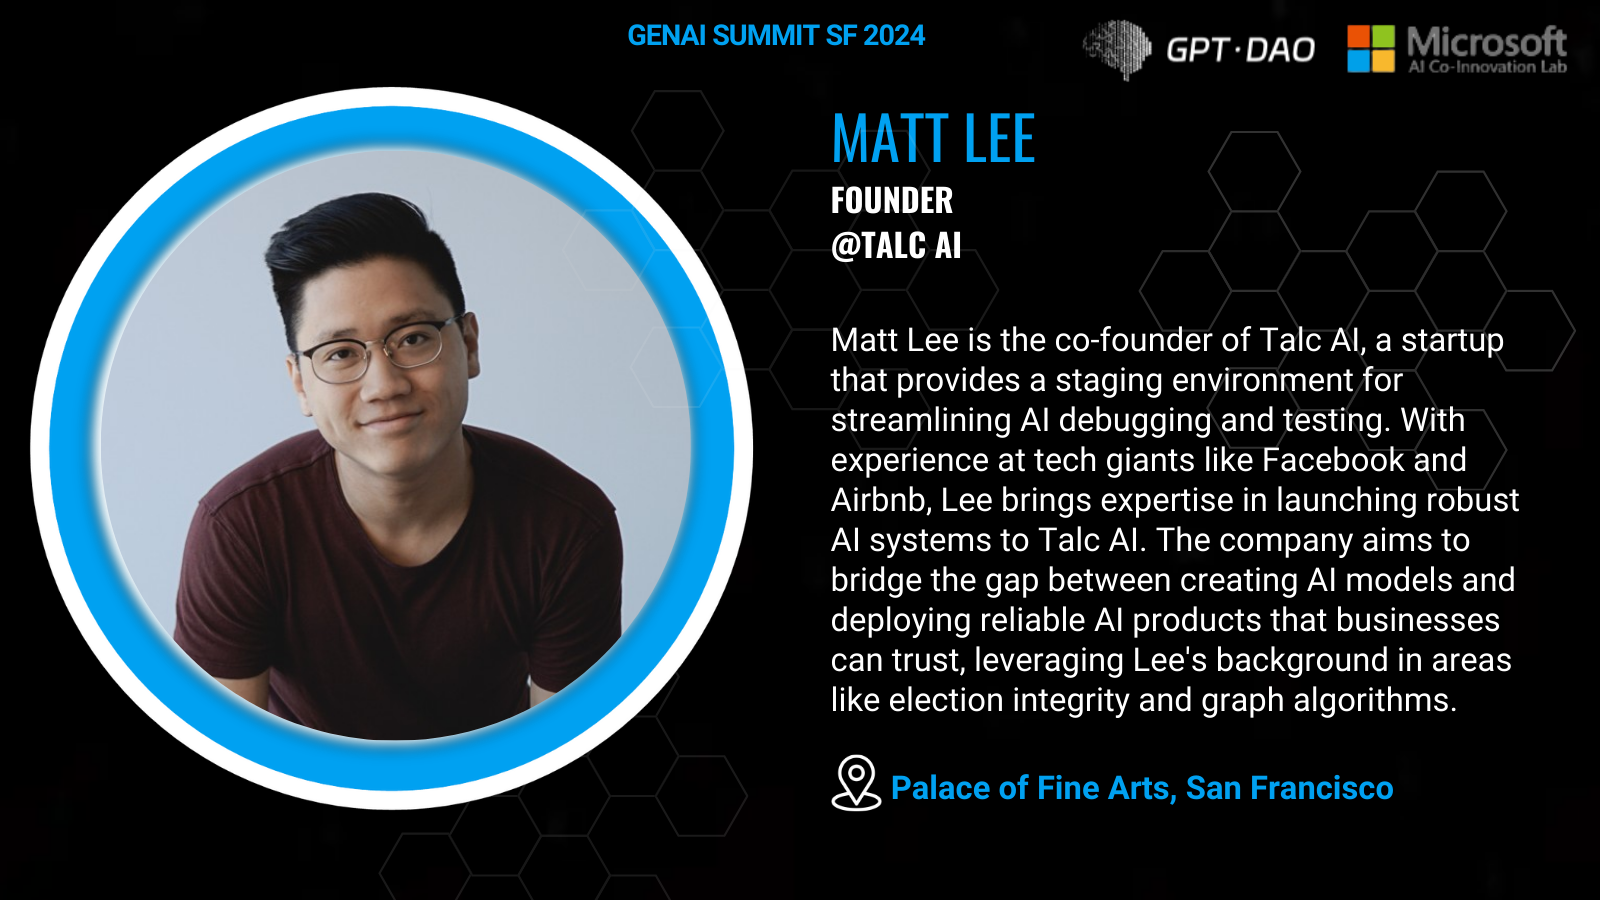 GENAI SUMMIT SF 2024
GPT·DAO
Microsoft
AI Co-Innovation Lab
MATT LEE
FOUNDER
@TALC AI
Matt Lee is the co-founder of Talc AI, a startup
that provides a staging environment for
streamlining AI debugging and testing. With
experience at tech giants like Facebook and
Airbnb, Lee brings expertise in launching robust
AI systems to Talc AI. The company aims to
bridge the gap between creating AI models and
deploying reliable AI products that businesses
can trust, leveraging Lee's background in areas
like election integrity and graph algorithms.
Palace of Fine Arts, San Francisco